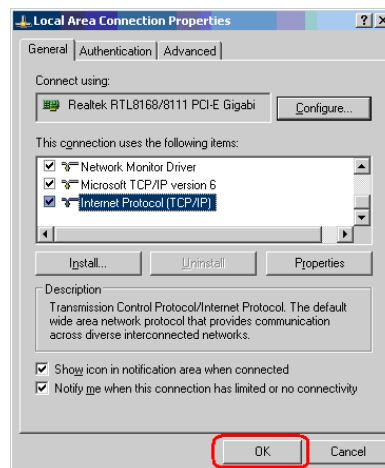 Local Area Connection Properties
General Authentication Advanced
Connect using:
Realtek RTL8168/8111 PCI-E Gigabi Configure...
This connection uses the following items:
Network Monitor Driver
Microsoft TCP/IP version 6
Internet Protocol (TCP/IP)
Install... Uninstall Properties
Description
Transmission Control Protocol/Internet Protocol. The default
wide area network protocol that provides communication
across diverse interconnected networks.
Show icon in notification area when connected
Notify me when this connection has limited or no connectivity
OK Cancel